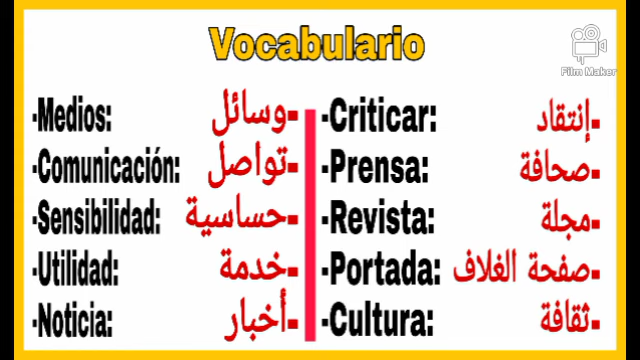 Vocabulario
Film Maker
-Medios: -وسائل
-Comunicación: -تواصل
-Sensibilidad: -حساسية
-Utilidad: -خدمة
-Noticia: -أخبار
-Criticar: -إنتقاد
-Prensa: -صحافة
-Revista: -مجلة
-Portada: -صفحة الغلاف
-Cultura: -ثقافة